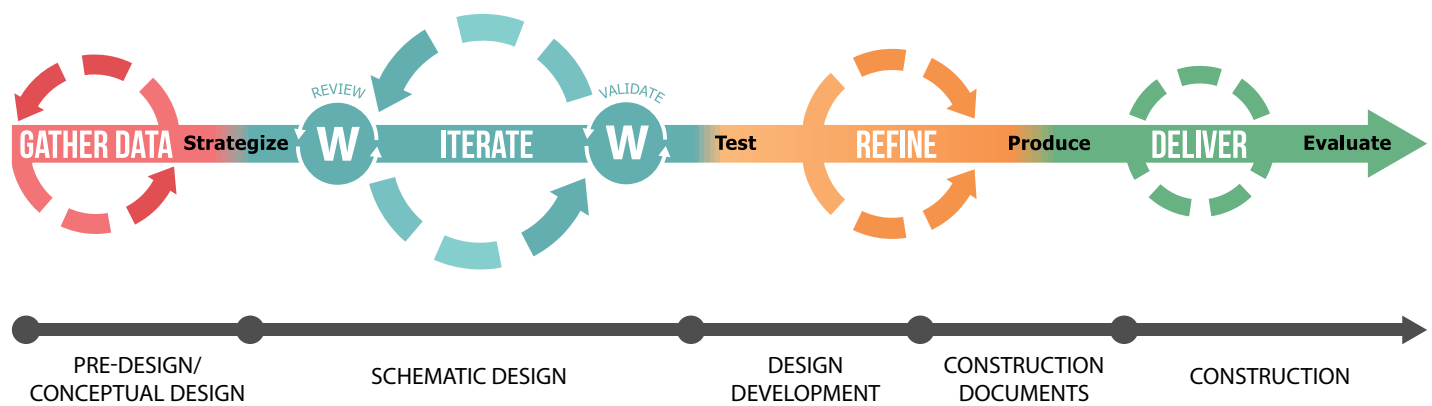 REVIEW
VALIDATE
GATHER DATA
Strategize
W
ITERATE
W
Test
REFINE
Produce
DELIVER
Evaluate
PRE-DESIGN/
CONCEPTUAL DESIGN
SCHEMATIC DESIGN
DESIGN
DEVELOPMENT
CONSTRUCTION
DOCUMENTS
CONSTRUCTION